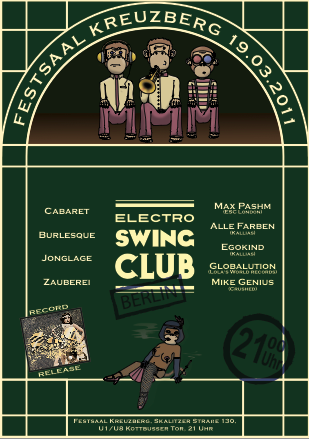 FESTSAAL KREUZBERG 19.03.2011
CABARET
BURLESQUE
JONGLAGE
ZAUBEREI
ELECTRO
SWING
CLUB
BERLIN
MAX PASHM
(ESC LONDON)
ALLE FARBEN
(KALLIAS)
EGOKIND
(KALLIAS)
GLOBALUTION
(LOLA'S WORLD RECORDS)
MIKE GENIUS
(CRUSHED)
RECORD
RELEASE
21 00
Uhr
FESTSAAL KREUZBERG, SKALITZER STRAßE 130,
U1/U8 KOTTBUSSER TOR, 21 UHR